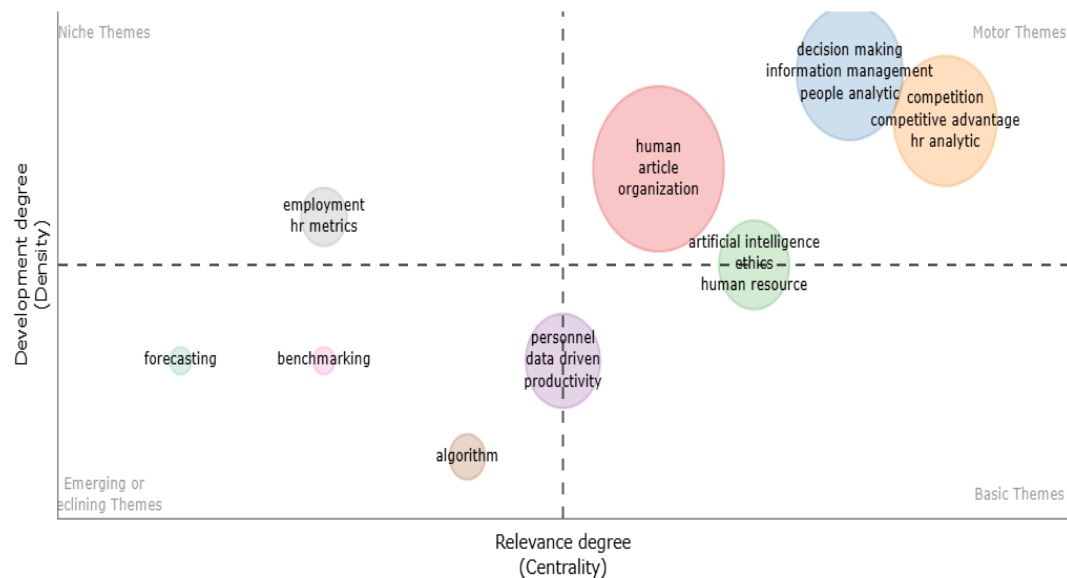 Niche Themes
Motor Themes
decision making
information management
people analytic
competition
competitive advantage
hr analytic
human
article
organization
employment
hr metrics
artificial intelligence
ethics
human resource
personnel
data driven
productivity
forecasting
benchmarking
algorithm
Emerging or
eclining Themes
Basic Themes
Development degree
(Density)
Relevance degree
(Centrality)